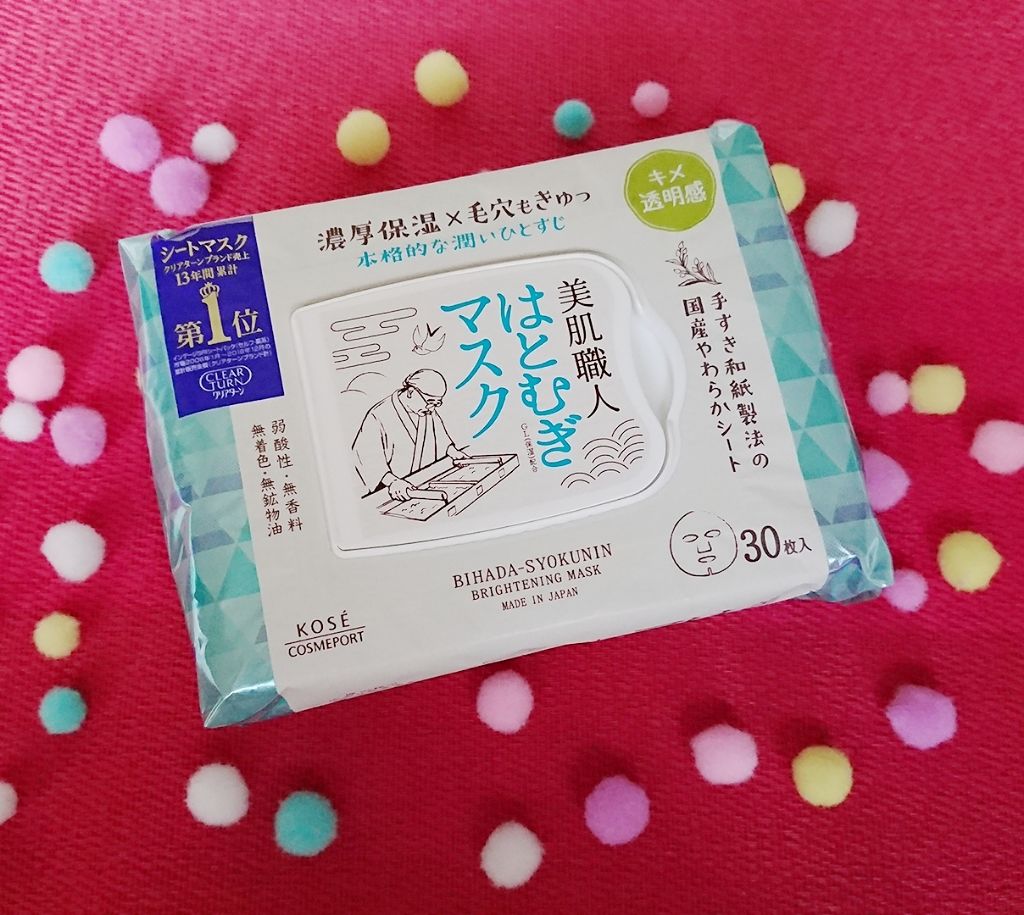 シートマスク
クリアターンブランド売上
13年間 累計
第1位
CLEAR
TURN
クリアターン
濃厚保湿×毛穴もきゅっ
本格的な潤いひとすじ
キメ
透明感
美肌職人
はとむぎ
マスク
手すき和紙製法の
国産やわらかシート
弱酸性・無香料
無着色・無鉱物油
30枚入
BIHADA-SYOKUNIN
BRIGHTENING MASK
MADE IN JAPAN
KOSÉ
COSMEPORT